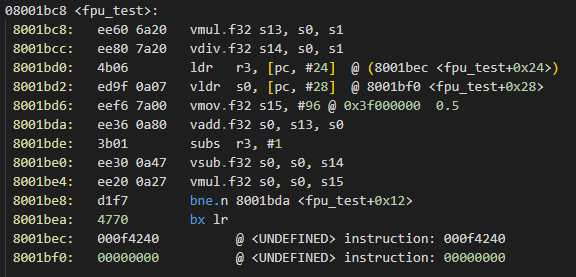 08001bc8 <fpu_test>:
8001bc8: ee60 6a20 vmul.f32 s13, s0, s1
8001bcc: ee80 7a20 vdiv.f32 s14, s0, s1
8001bd0: 4b06 ldr r3, [pc, #24] @ (8001bec <fpu_test+0x24>)
8001bd2: ed9f 0a07 vldr s0, [pc, #28] @ 8001bf0 <fpu_test+0x28>
8001bd6: eef6 7a00 vmov.f32 s15, #96 @ 0x3f000000 0.5
8001bda: ee36 0a80 vadd.f32 s0, s13, s0
8001bde: 3b01 subs r3, #1
8001be0: ee30 0a47 vsub.f32 s0, s0, s14
8001be4: ee20 0a27 vmul.f32 s0, s0, s15
8001be8: d1f7 bne.n 8001bda <fpu_test+0x12>
8001bea: 4770 bx lr
8001bec: 000f4240 @ <UNDEFINED> instruction: 000f4240
8001bf0: 00000000 @ <UNDEFINED> instruction: 00000000